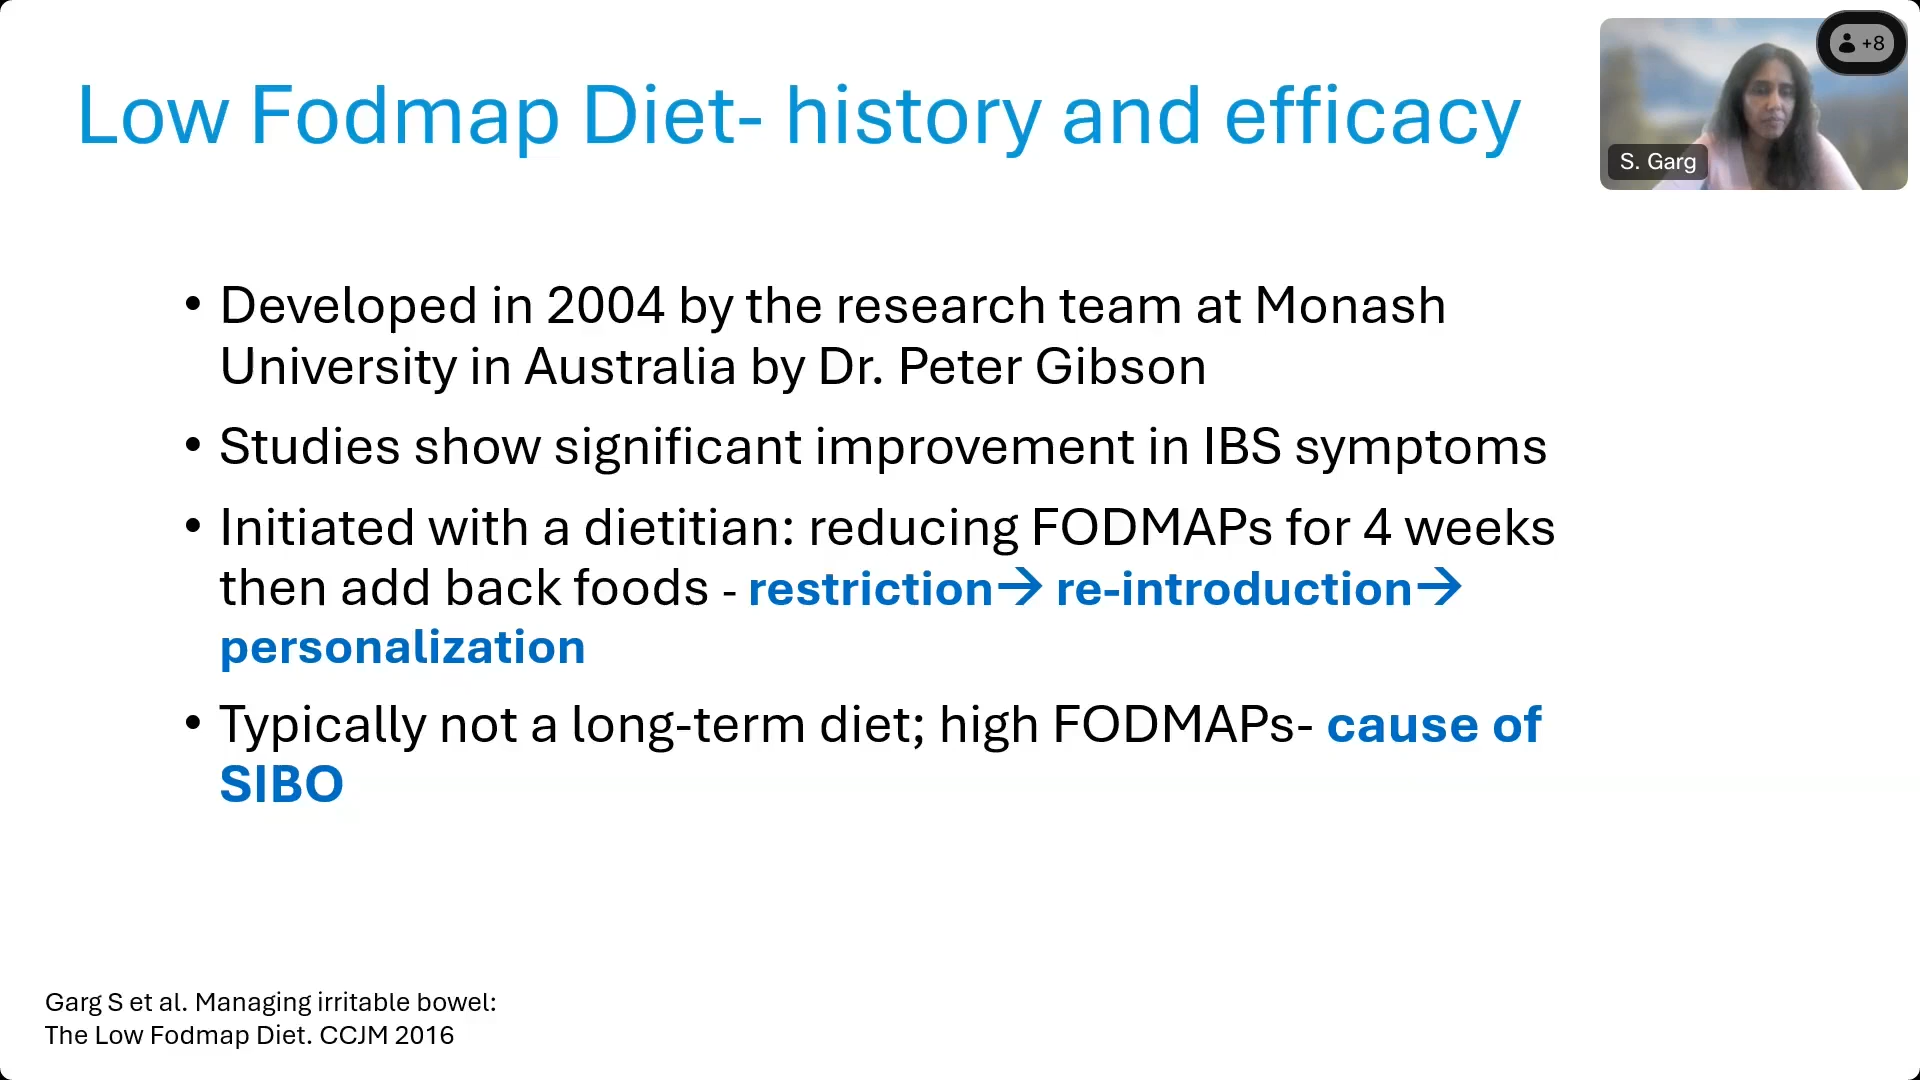 Low Fodmap Diet- history and efficacy
+8
S. Garg
• Developed in 2004 by the research team at Monash
University in Australia by Dr. Peter Gibson
• Studies show significant improvement in IBS symptoms
• Initiated with a dietitian: reducing FODMAPs for 4 weeks
then add back foods - restriction→ re-introduction→
personalization
• Typically not a long-term diet; high FODMAPs- cause of
SIBO
Garg S et al. Managing irritable bowel:
The Low Fodmap Diet. CCJM 2016